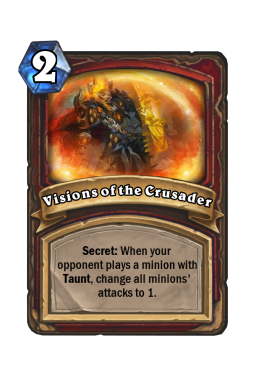 2
Visions of the Crusader
Secret: When your
opponent plays a minion with
Taunt, change all minions'
attacks to 1.